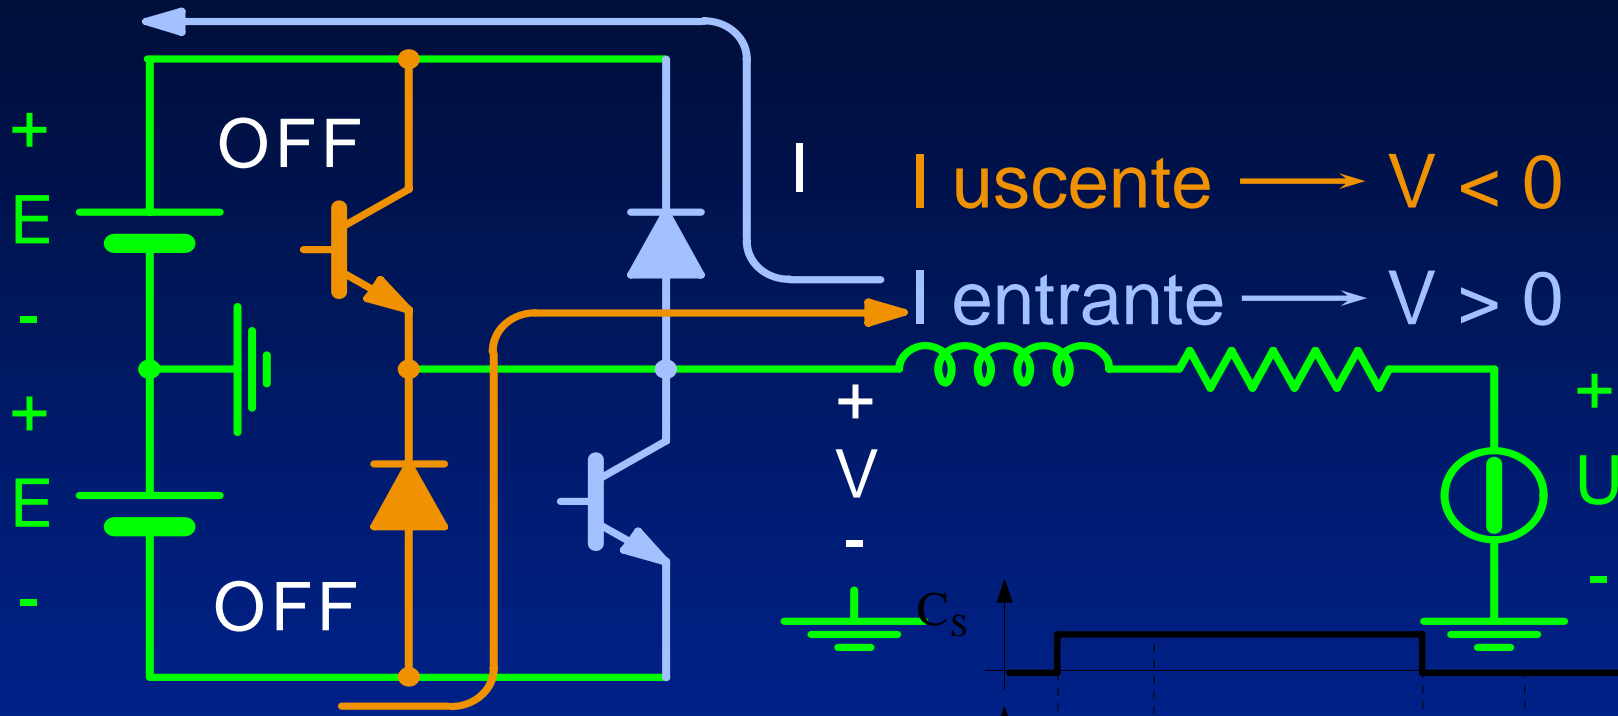 OFF
I
I uscente V < 0
I entrante V > 0
+
E
-
+
E
-
OFF
+
V
-
+
U
-
Cs